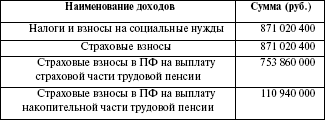 Наименование доходов Сумма (руб.)
Налоги и взносы на социальные нужды 871 020 400
Страховые взносы 871 020 400
Страховые взносы в ПФ на выплату 753 860 000
страховой части трудовой пенсии
Страховые взносы в ПФ на выплату 110 940 000
накопительной части трудовой пенсии